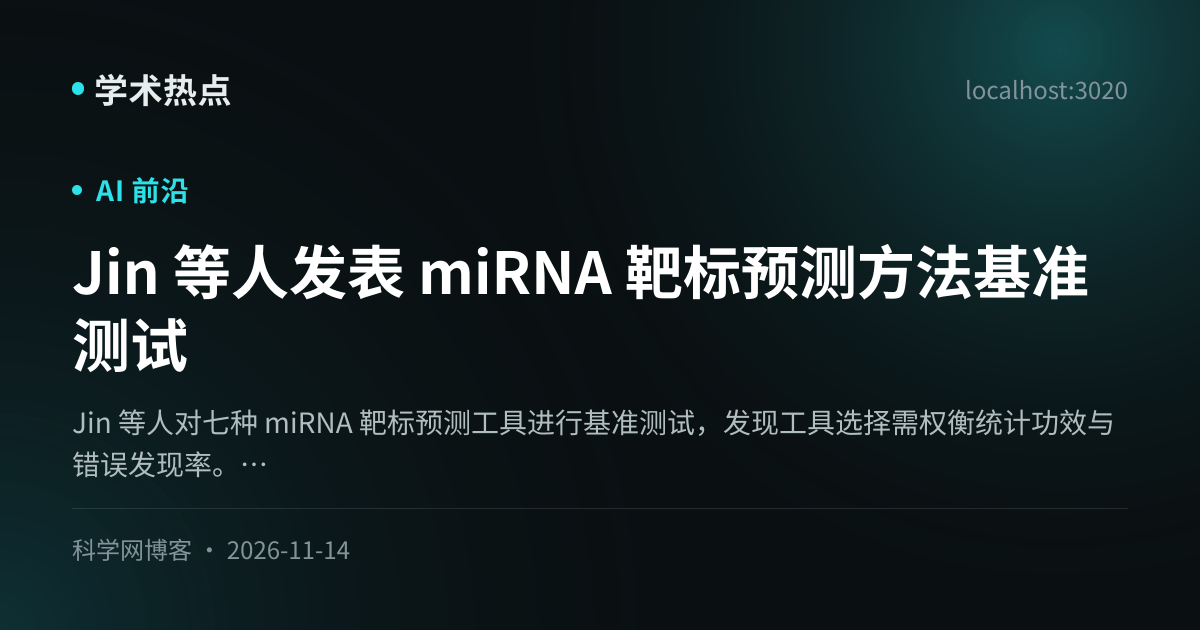 学术热点
localhost:3020
AI 前沿
Jin 等人发表 miRNA 靶标预测方法基准
测试
Jin 等人对七种 miRNA 靶标预测工具进行基准测试，发现工具选择需权衡统计功效与
错误发现率。…
科学网博客 · 2026-11-14